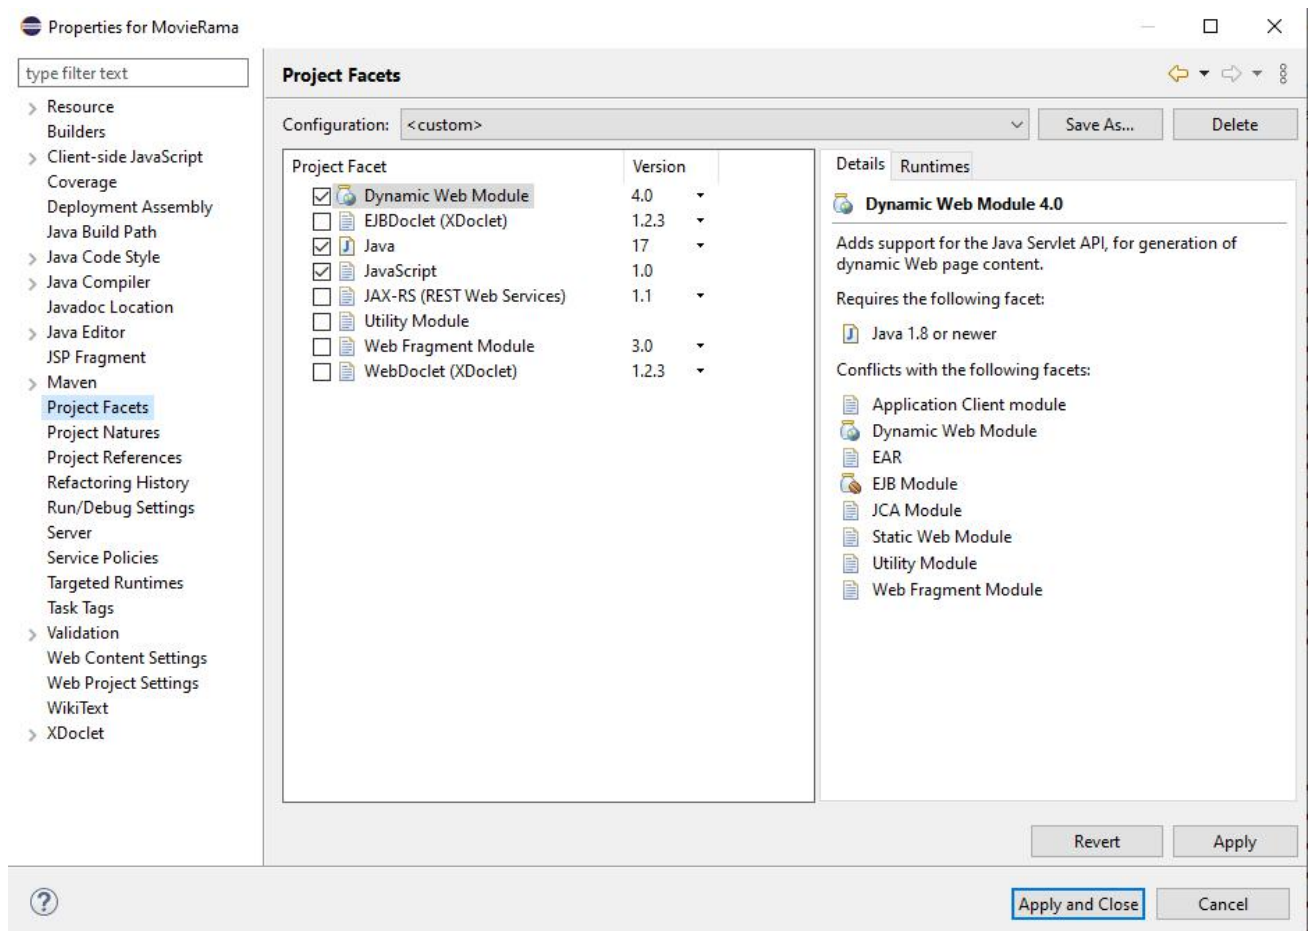 Properties for MovieRama
type filter text
Resource
Builders
Client-side JavaScript
Coverage
Deployment Assembly
Java Build Path
Java Code Style
Java Compiler
Javadoc Location
Java Editor
JSP Fragment
Maven
Project Facets
Project Natures
Project References
Refactoring History
Run/Debug Settings
Server
Service Policies
Targeted Runtimes
Task Tags
Validation
Web Content Settings
Web Project Settings
WikiText
XDoclet
Project Facets
Configuration: <custom> Save As... Delete
Project Facet Version
Dynamic Web Module 4.0
EJBDoclet (XDoclet) 1.2.3
Java 17
JavaScript 1.0
JAX-RS (REST Web Services) 1.1
Utility Module
Web Fragment Module 3.0
WebDoclet (XDoclet) 1.2.3
Details Runtimes
Dynamic Web Module 4.0
Adds support for the Java Servlet API, for generation of
dynamic Web page content.
Requires the following facet:
Java 1.8 or newer
Conflicts with the following facets:
Application Client module
Dynamic Web Module
EAR
EJB Module
JCA Module
Static Web Module
Utility Module
Web Fragment Module
Revert Apply
? Apply and Close Cancel